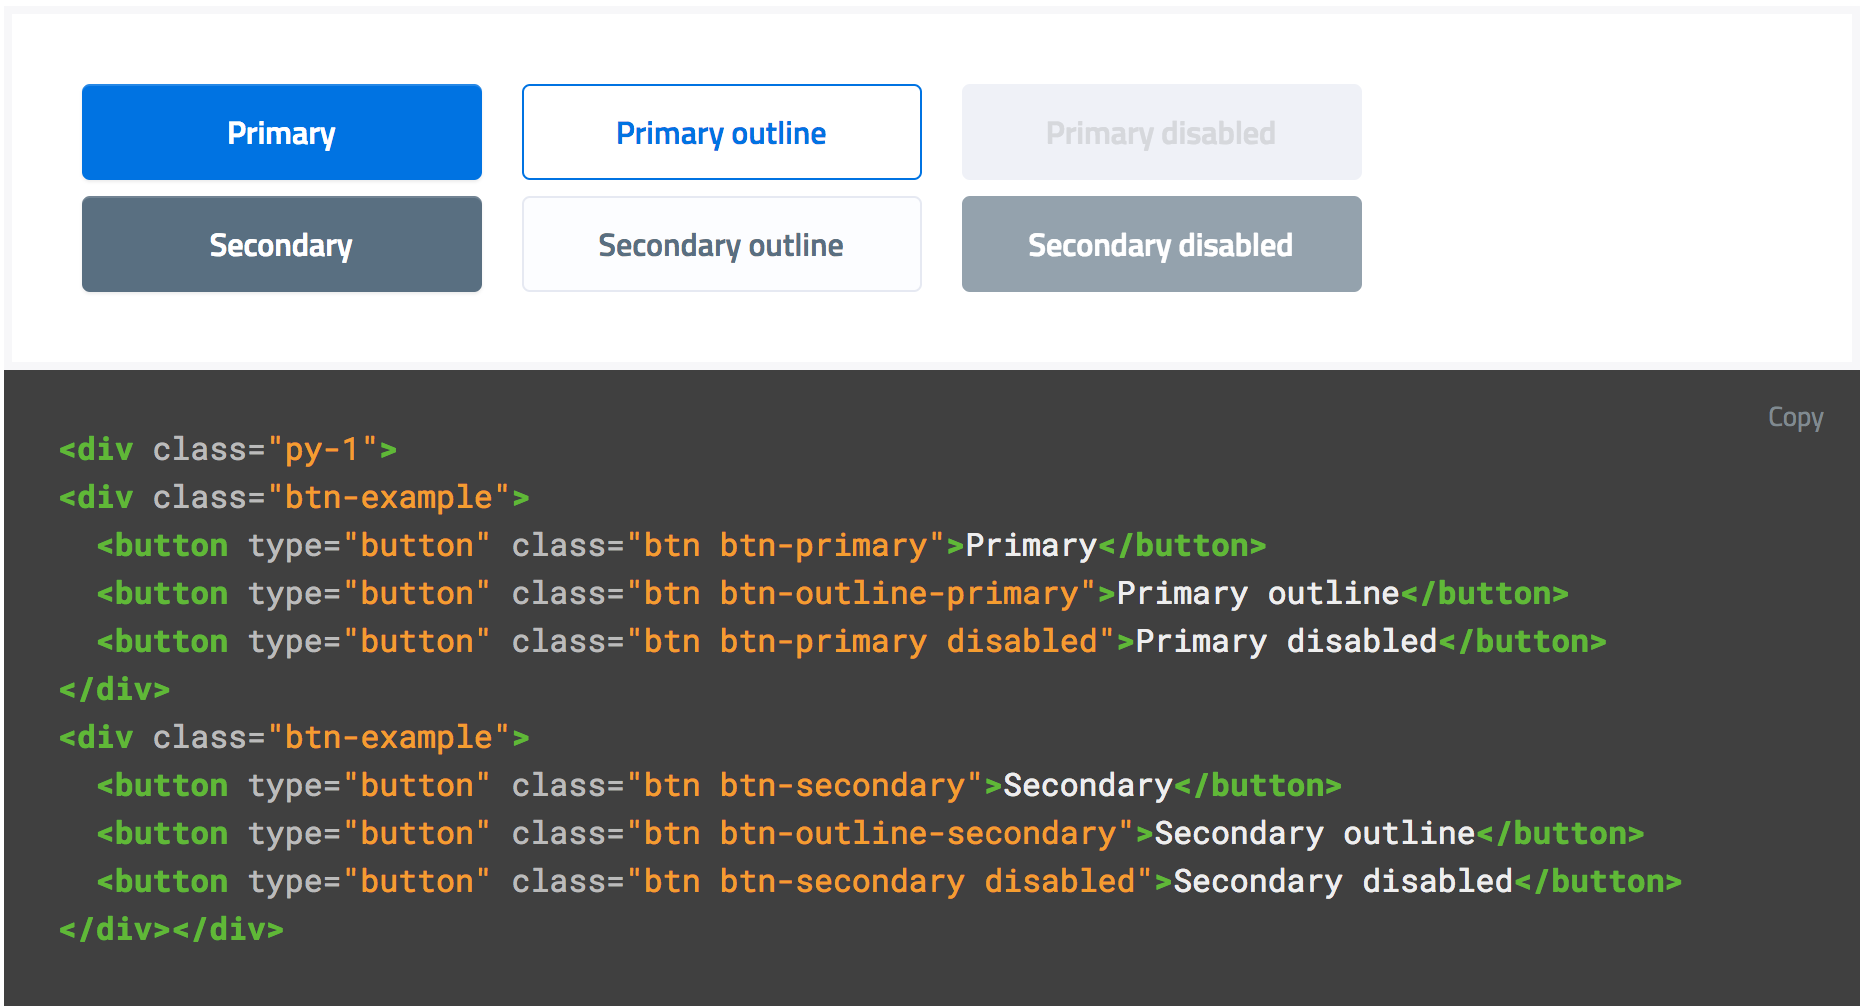 Primary Primary outline Primary disabled
Secondary Secondary outline Secondary disabled
Copy
<div class="py-1">
<div class="btn-example">
  <button type="button" class="btn btn-primary">Primary</button>
  <button type="button" class="btn btn-outline-primary">Primary outline</button>
  <button type="button" class="btn btn-primary disabled">Primary disabled</button>
</div>
<div class="btn-example">
  <button type="button" class="btn btn-secondary">Secondary</button>
  <button type="button" class="btn btn-outline-secondary">Secondary outline</button>
  <button type="button" class="btn btn-secondary disabled">Secondary disabled</button>
</div></div>